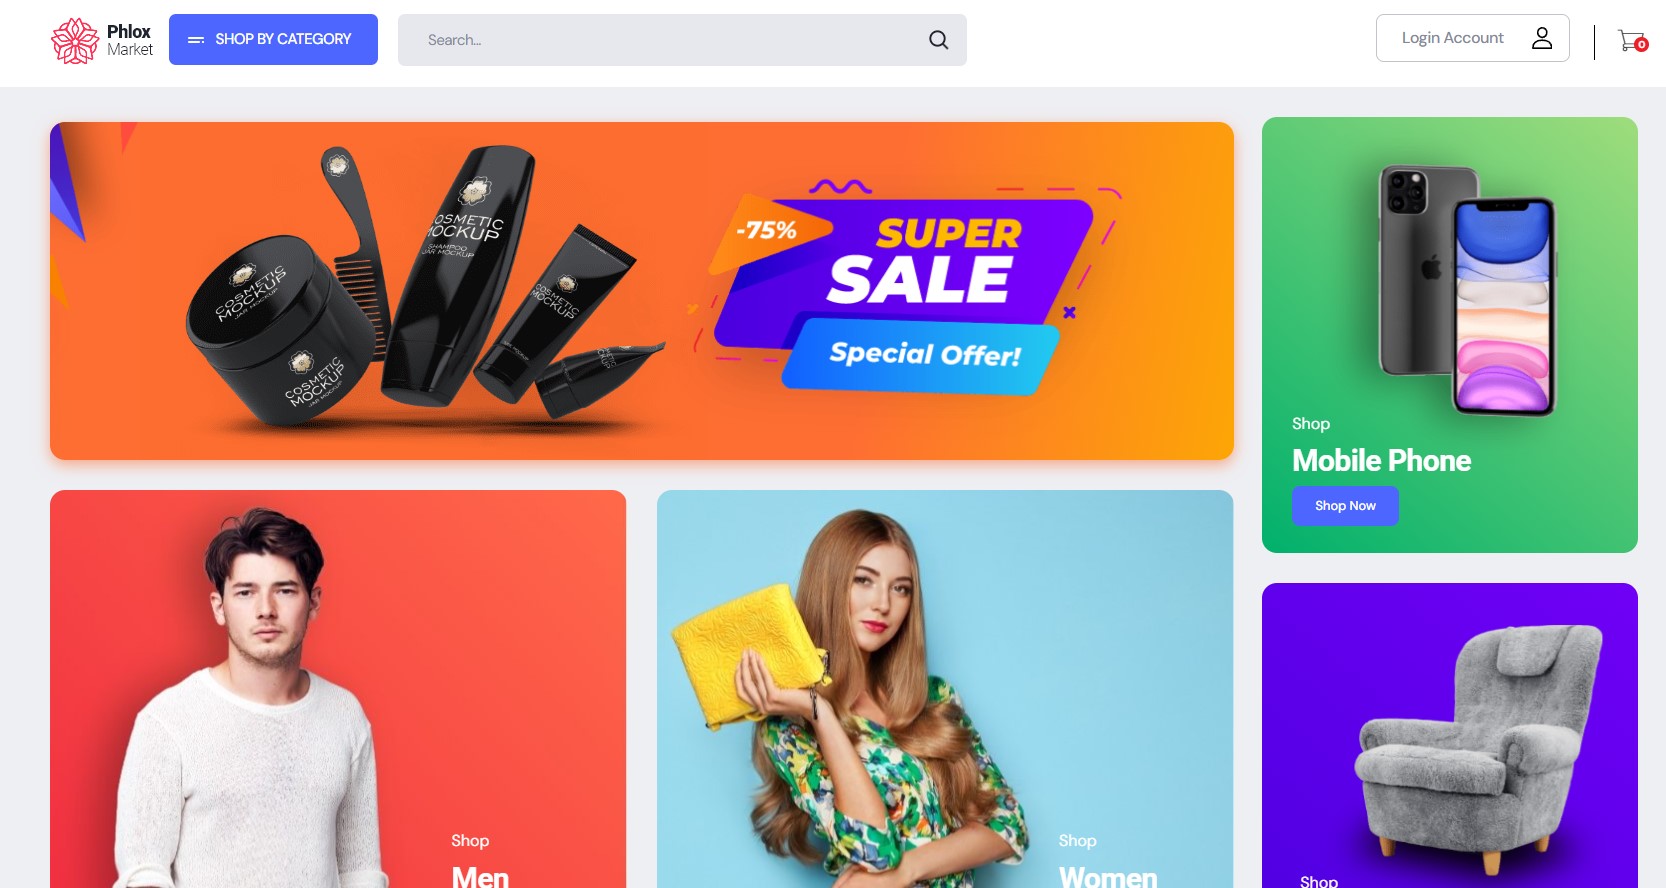 Phlox
Market
SHOP BY CATEGORY
Search...
Login Account
0
COSMETIC
MOCKUP
JAR MOCKUP
COSMETIC
MOCKUP
JAR MOCKUP
COSMETIC
MOCKUP
SHAMPOO
JAR MOCKUP
COSMETIC
MOCKUP
-75%
SUPER
SALE
Special Offer!
Shop
Mobile Phone
Shop Now
Shop
Men
Shop
Women
Shop